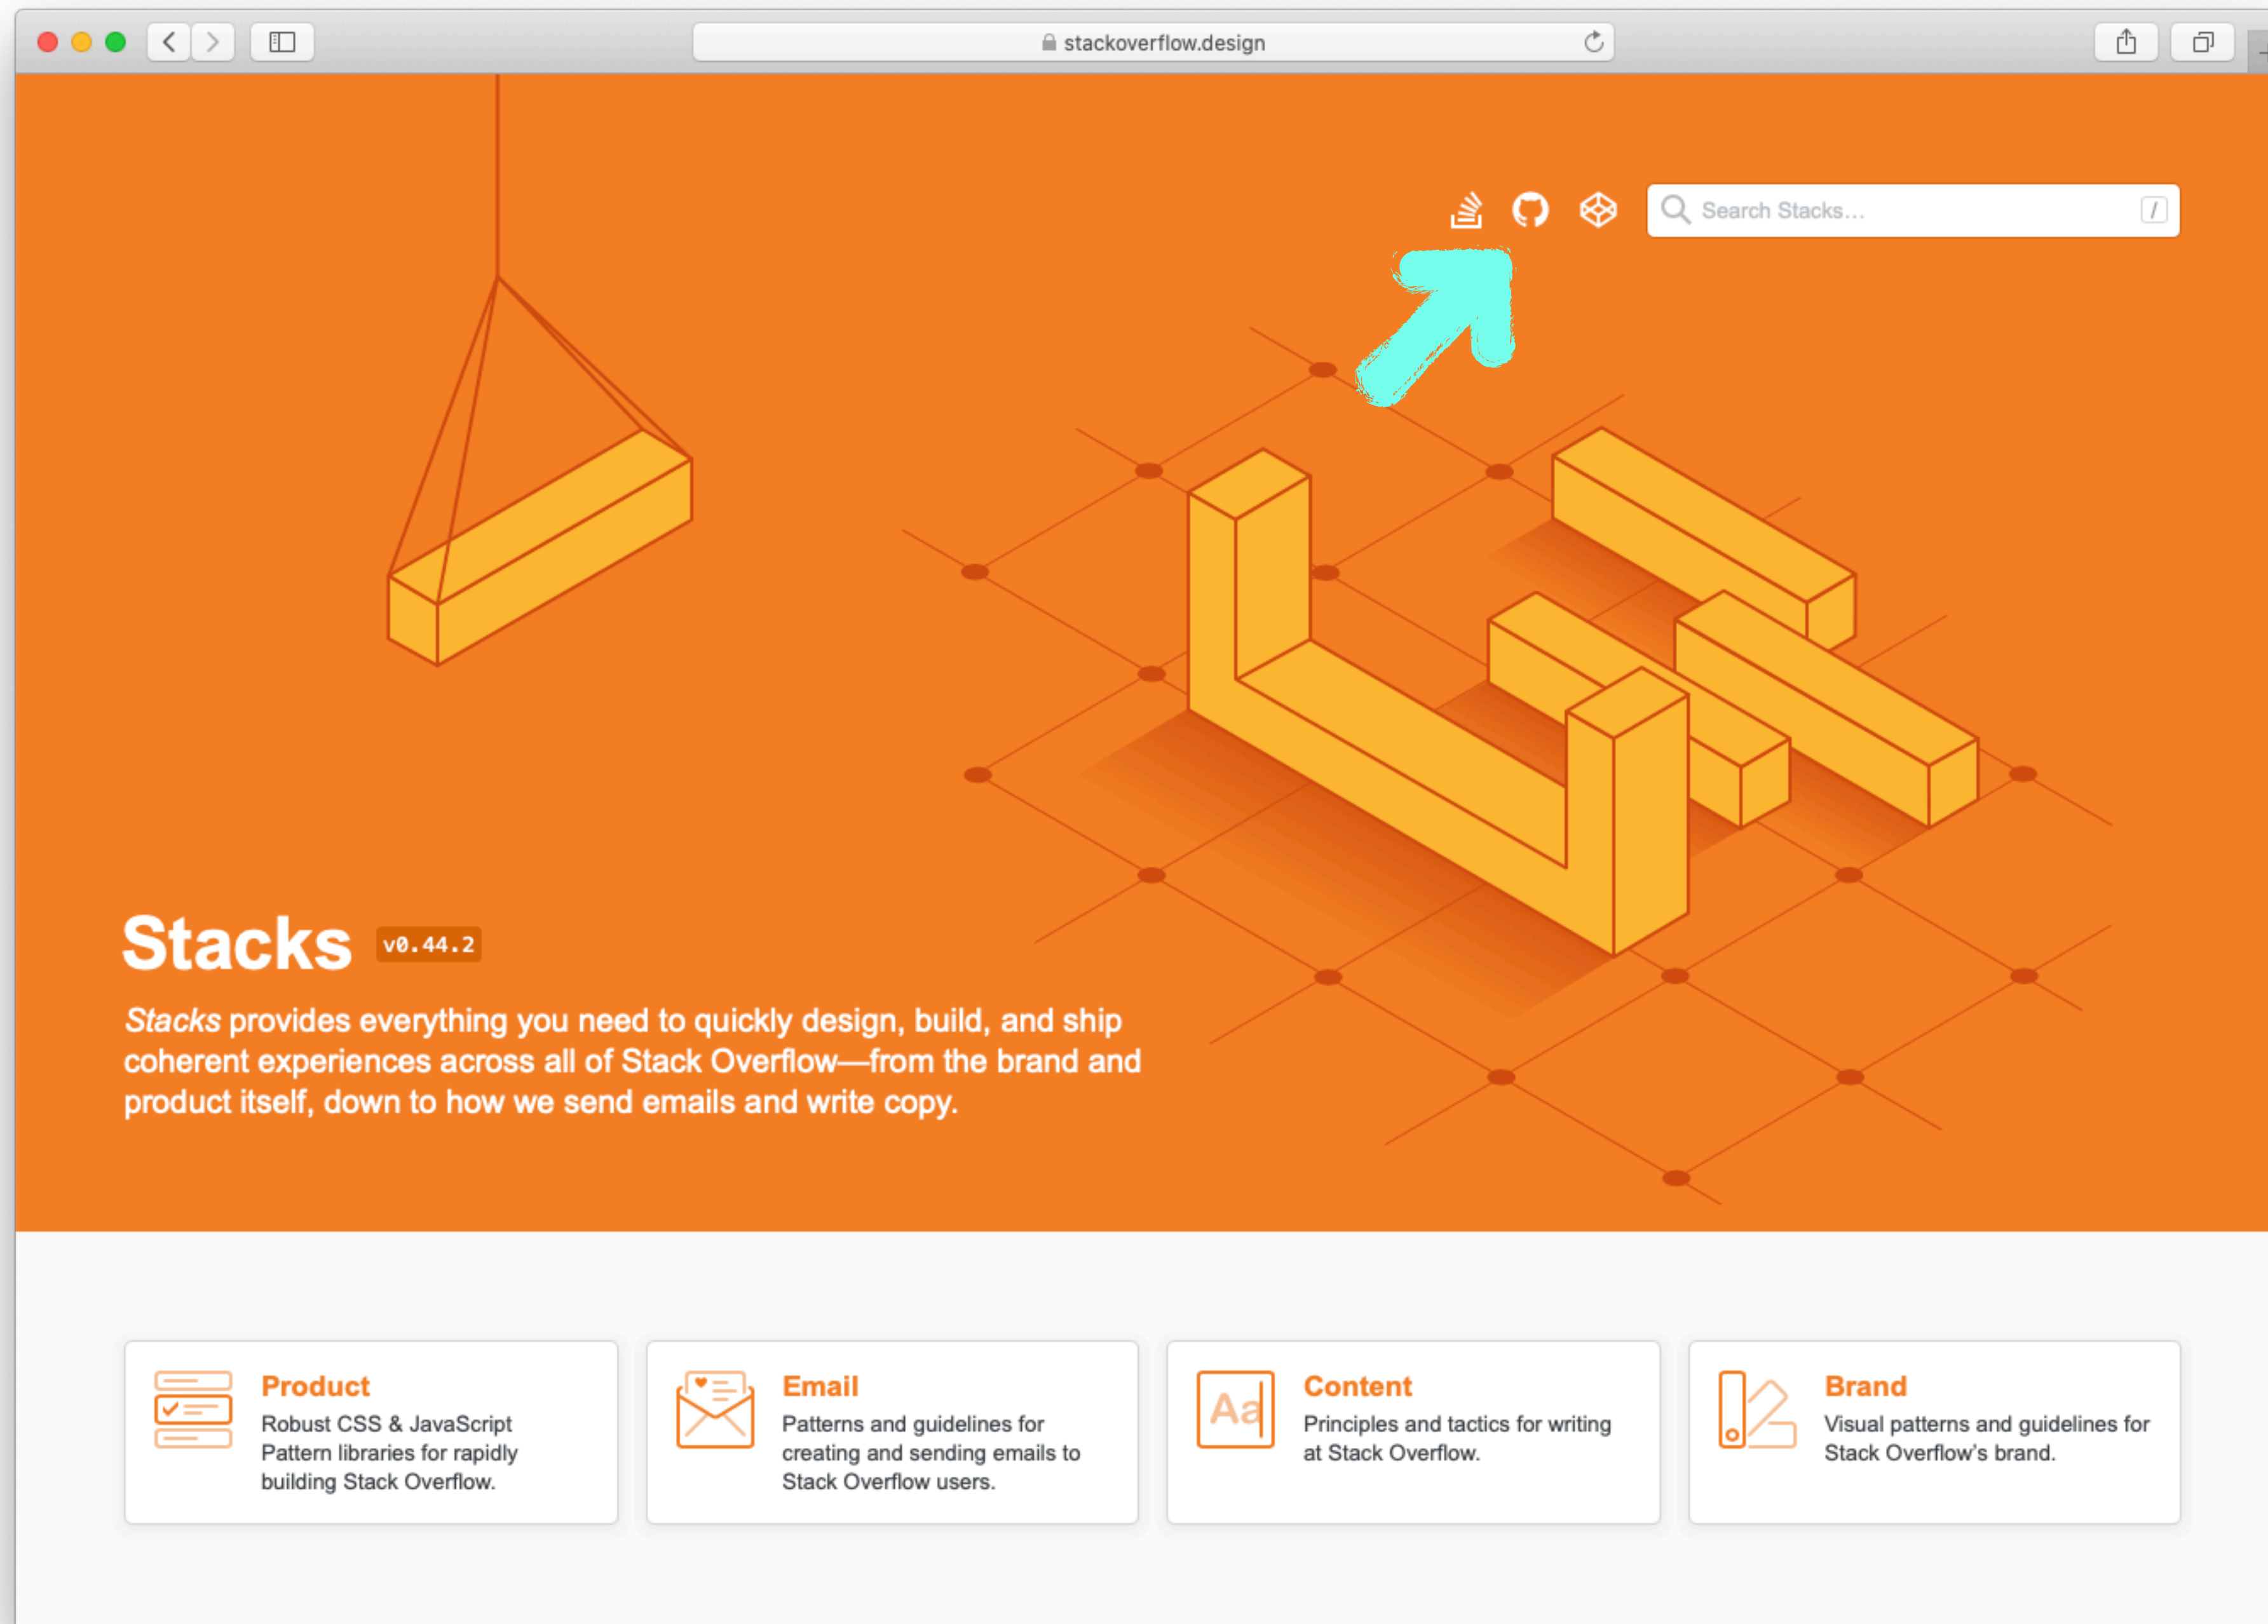 stackoverflow.design
Search Stacks...
/
Stacks v0.44.2
Stacks provides everything you need to quickly design, build, and ship
coherent experiences across all of Stack Overflow—from the brand and
product itself, down to how we send emails and write copy.
Product
Robust CSS & JavaScript
Pattern libraries for rapidly
building Stack Overflow.
Email
Patterns and guidelines for
creating and sending emails to
Stack Overflow users.
Aa
Content
Principles and tactics for writing
at Stack Overflow.
Brand
Visual patterns and guidelines for
Stack Overflow’s brand.